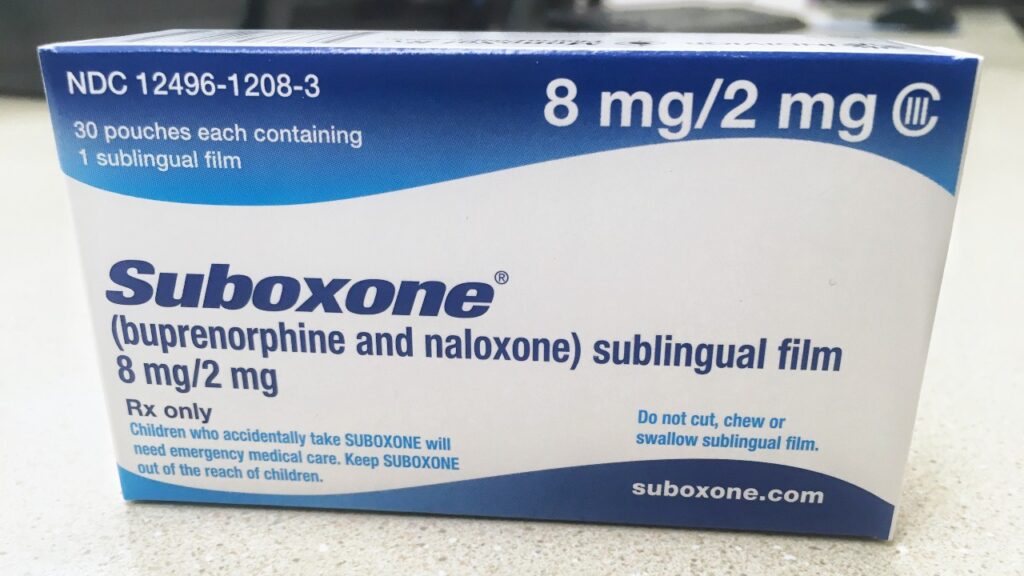 NDC 12496-1208-3
8 mg/2 mg CIII
30 pouches each containing
1 sublingual film
Suboxone®
(buprenorphine and naloxone) sublingual film
8 mg/2 mg
Rx only
Children who accidentally take SUBOXONE will
need emergency medical care. Keep SUBOXONE
out of the reach of children.
Do not cut, chew or
swallow sublingual film.
suboxone.com